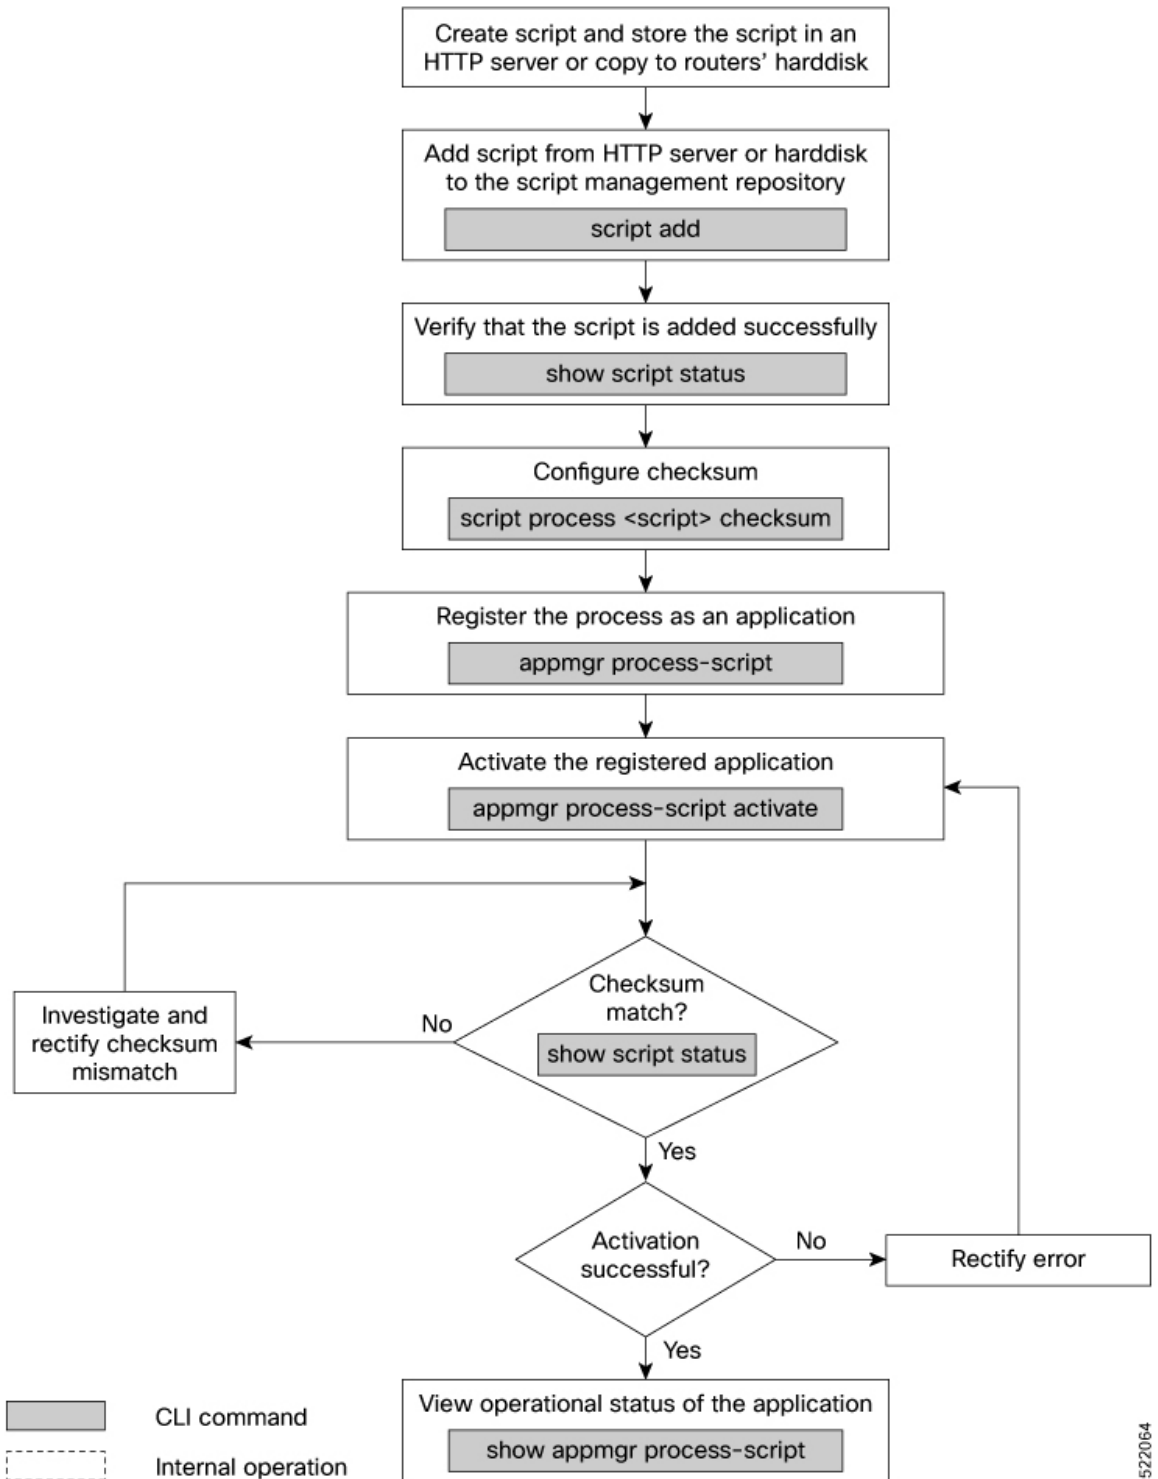 Create script and store the script in an
HTTP server or copy to routers' harddisk
Add script from HTTP server or harddisk
to the script management repository
script add
Verify that the script is added successfully
show script status
Configure checksum
script process <script> checksum
Register the process as an application
appmgr process-script
Activate the registered application
appmgr process-script activate
Checksum
match?
show script status
No
Investigate and
rectify checksum
mismatch
Yes
Activation
successful?
No
Rectify error
Yes
View operational status of the application
show appmgr process-script
CLI command
Internal operation
522064